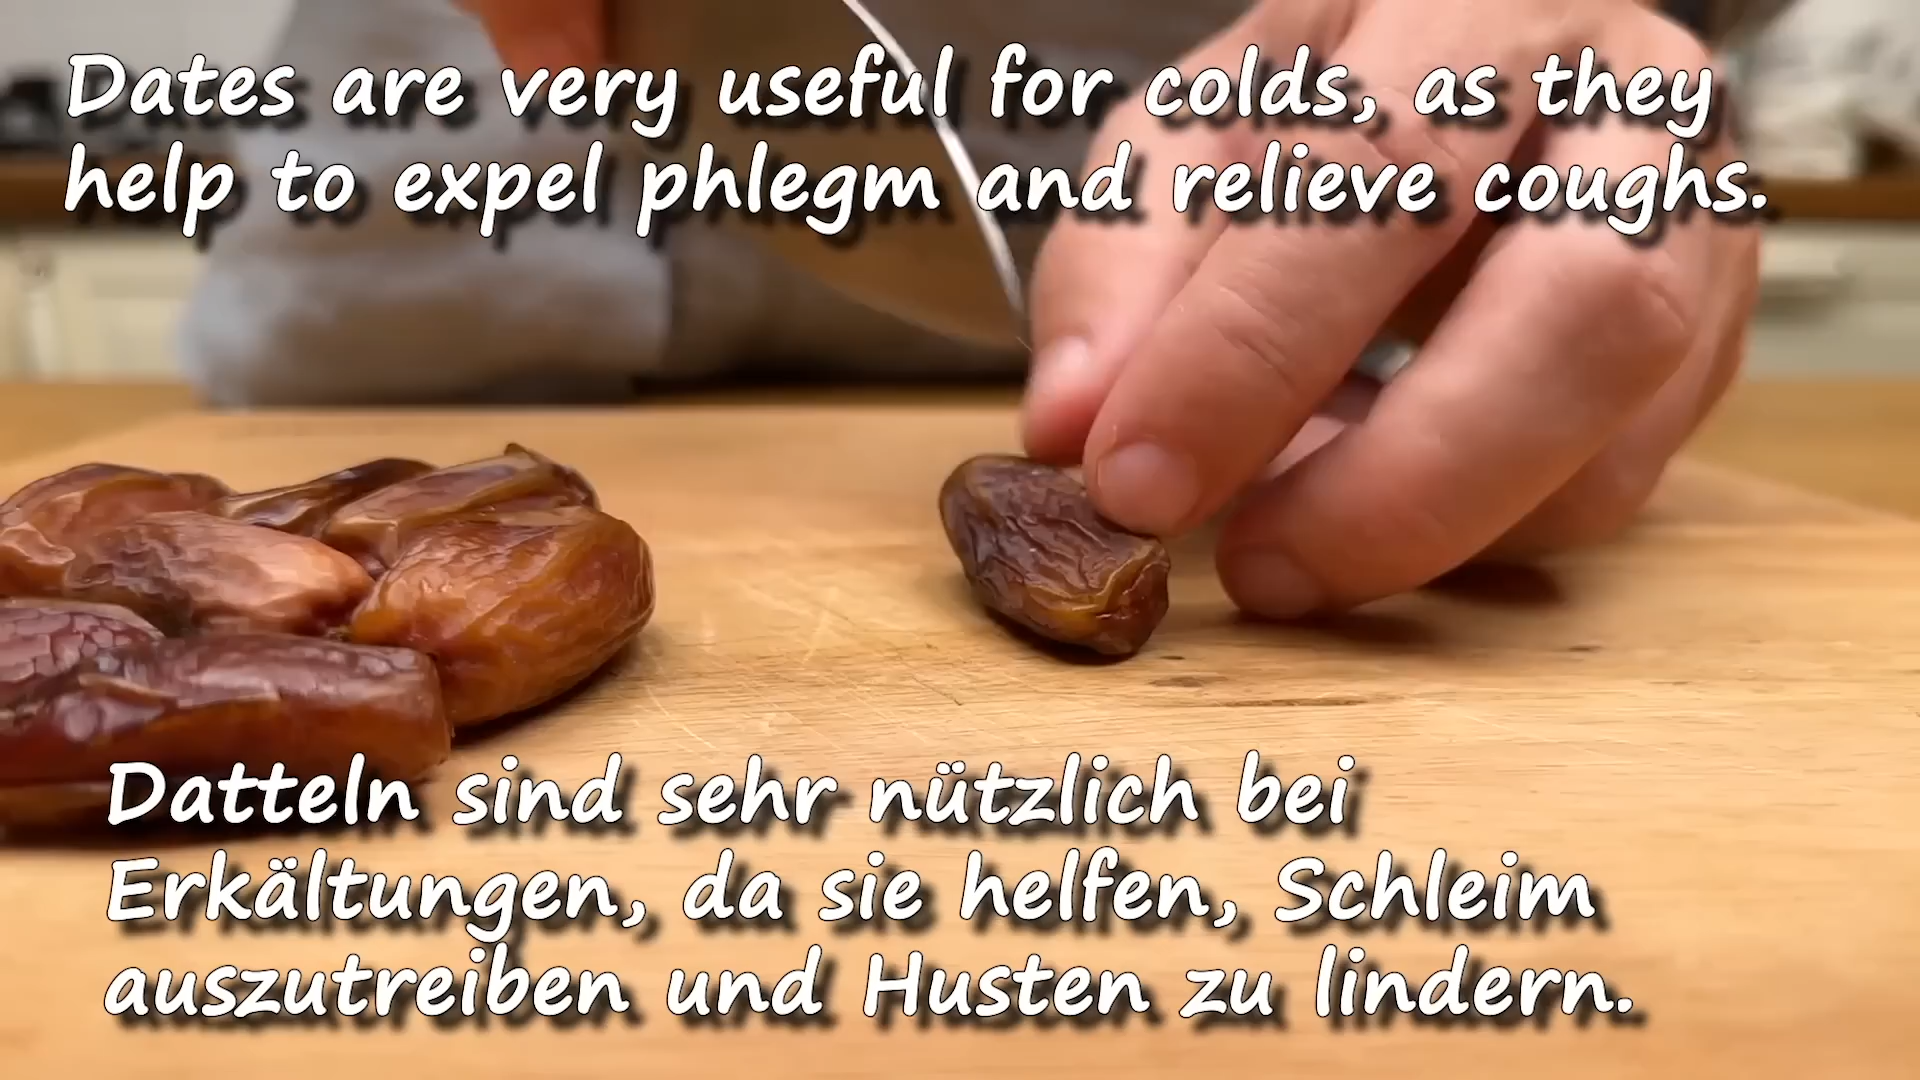 Dates are very useful for colds, as they
help to expel phlegm and relieve coughs.
Datteln sind sehr nützlich bei
Erkältungen, da sie helfen, Schleim
auszutreiben und Husten zu lindern.